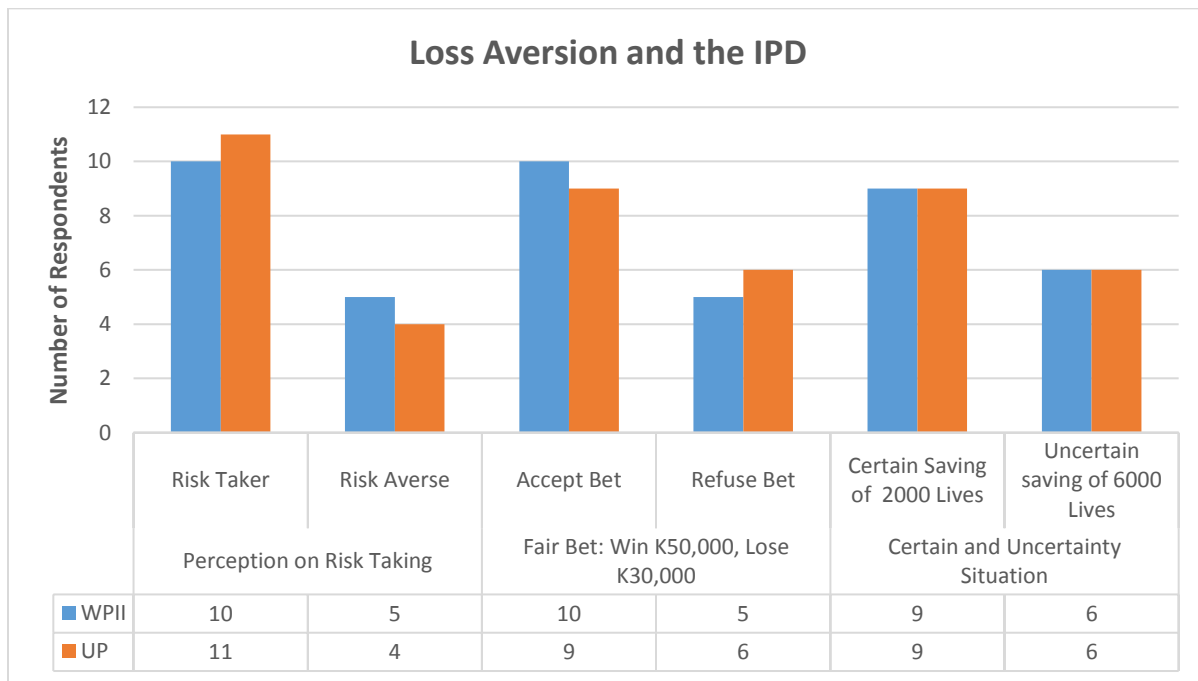 Loss Aversion and the IPD
Number of Respondents
12
10
8
6
4
2
0
Risk Taker
Risk Averse
Accept Bet
Refuse Bet
Certain Saving
of 2000 Lives
Uncertain
saving of 6000
Lives
Perception on Risk Taking
Fair Bet: Win K50,000, Lose
K30,000
Certain and Uncertainty
Situation
WPII 10 5 10 5 9 6
UP 11 4 9 6 9 6